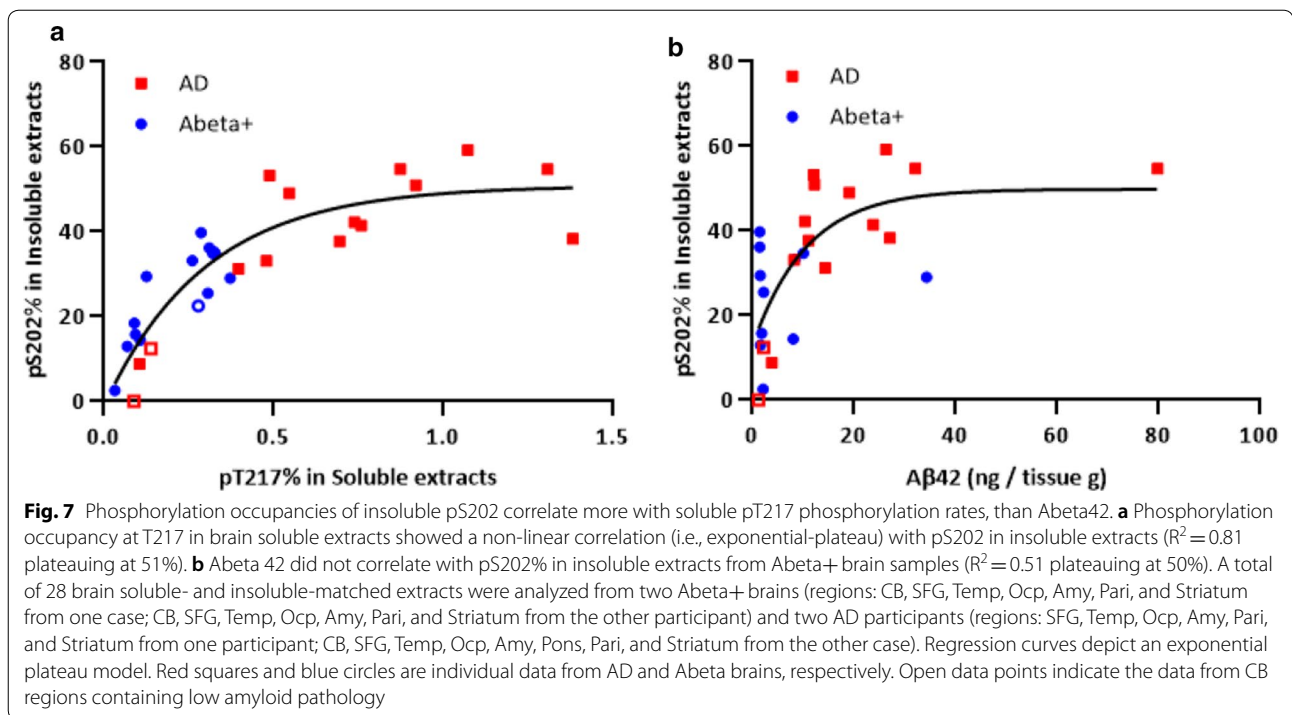 a
b
80
60
40
20
0
pS202% in Insoluble extracts
AD
Abeta+
0.0 0.5 1.0 1.5
pT217% in Soluble extracts
80
60
40
20
0
pS202% in Insoluble extracts
AD
Abeta+
0 20 40 60 80 100
Aβ42 (ng / tissue g)
Fig. 7 Phosphorylation occupancies of insoluble pS202 correlate more with soluble pT217 phosphorylation rates, than Abeta42. a Phosphorylation
occupancy at T217 in brain soluble extracts showed a non-linear correlation (i.e., exponential-plateau) with pS202 in insoluble extracts (R² = 0.81
plateauing at 51%). b Abeta 42 did not correlate with pS202% in insoluble extracts from Abeta+ brain samples (R² = 0.51 plateauing at 50%). A total
of 28 brain soluble- and insoluble-matched extracts were analyzed from two Abeta+ brains (regions: CB, SFG, Temp, Ocp, Amy, Pari, and Striatum
from one case; CB, SFG, Temp, Ocp, Amy, Pari, and Striatum from the other participant) and two AD participants (regions: SFG, Temp, Ocp, Amy, Pari,
and Striatum from one participant; CB, SFG, Temp, Ocp, Amy, Pons, Pari, and Striatum from the other case). Regression curves depict an exponential
plateau model. Red squares and blue circles are individual data from AD and Abeta brains, respectively. Open data points indicate the data from CB
regions containing low amyloid pathology